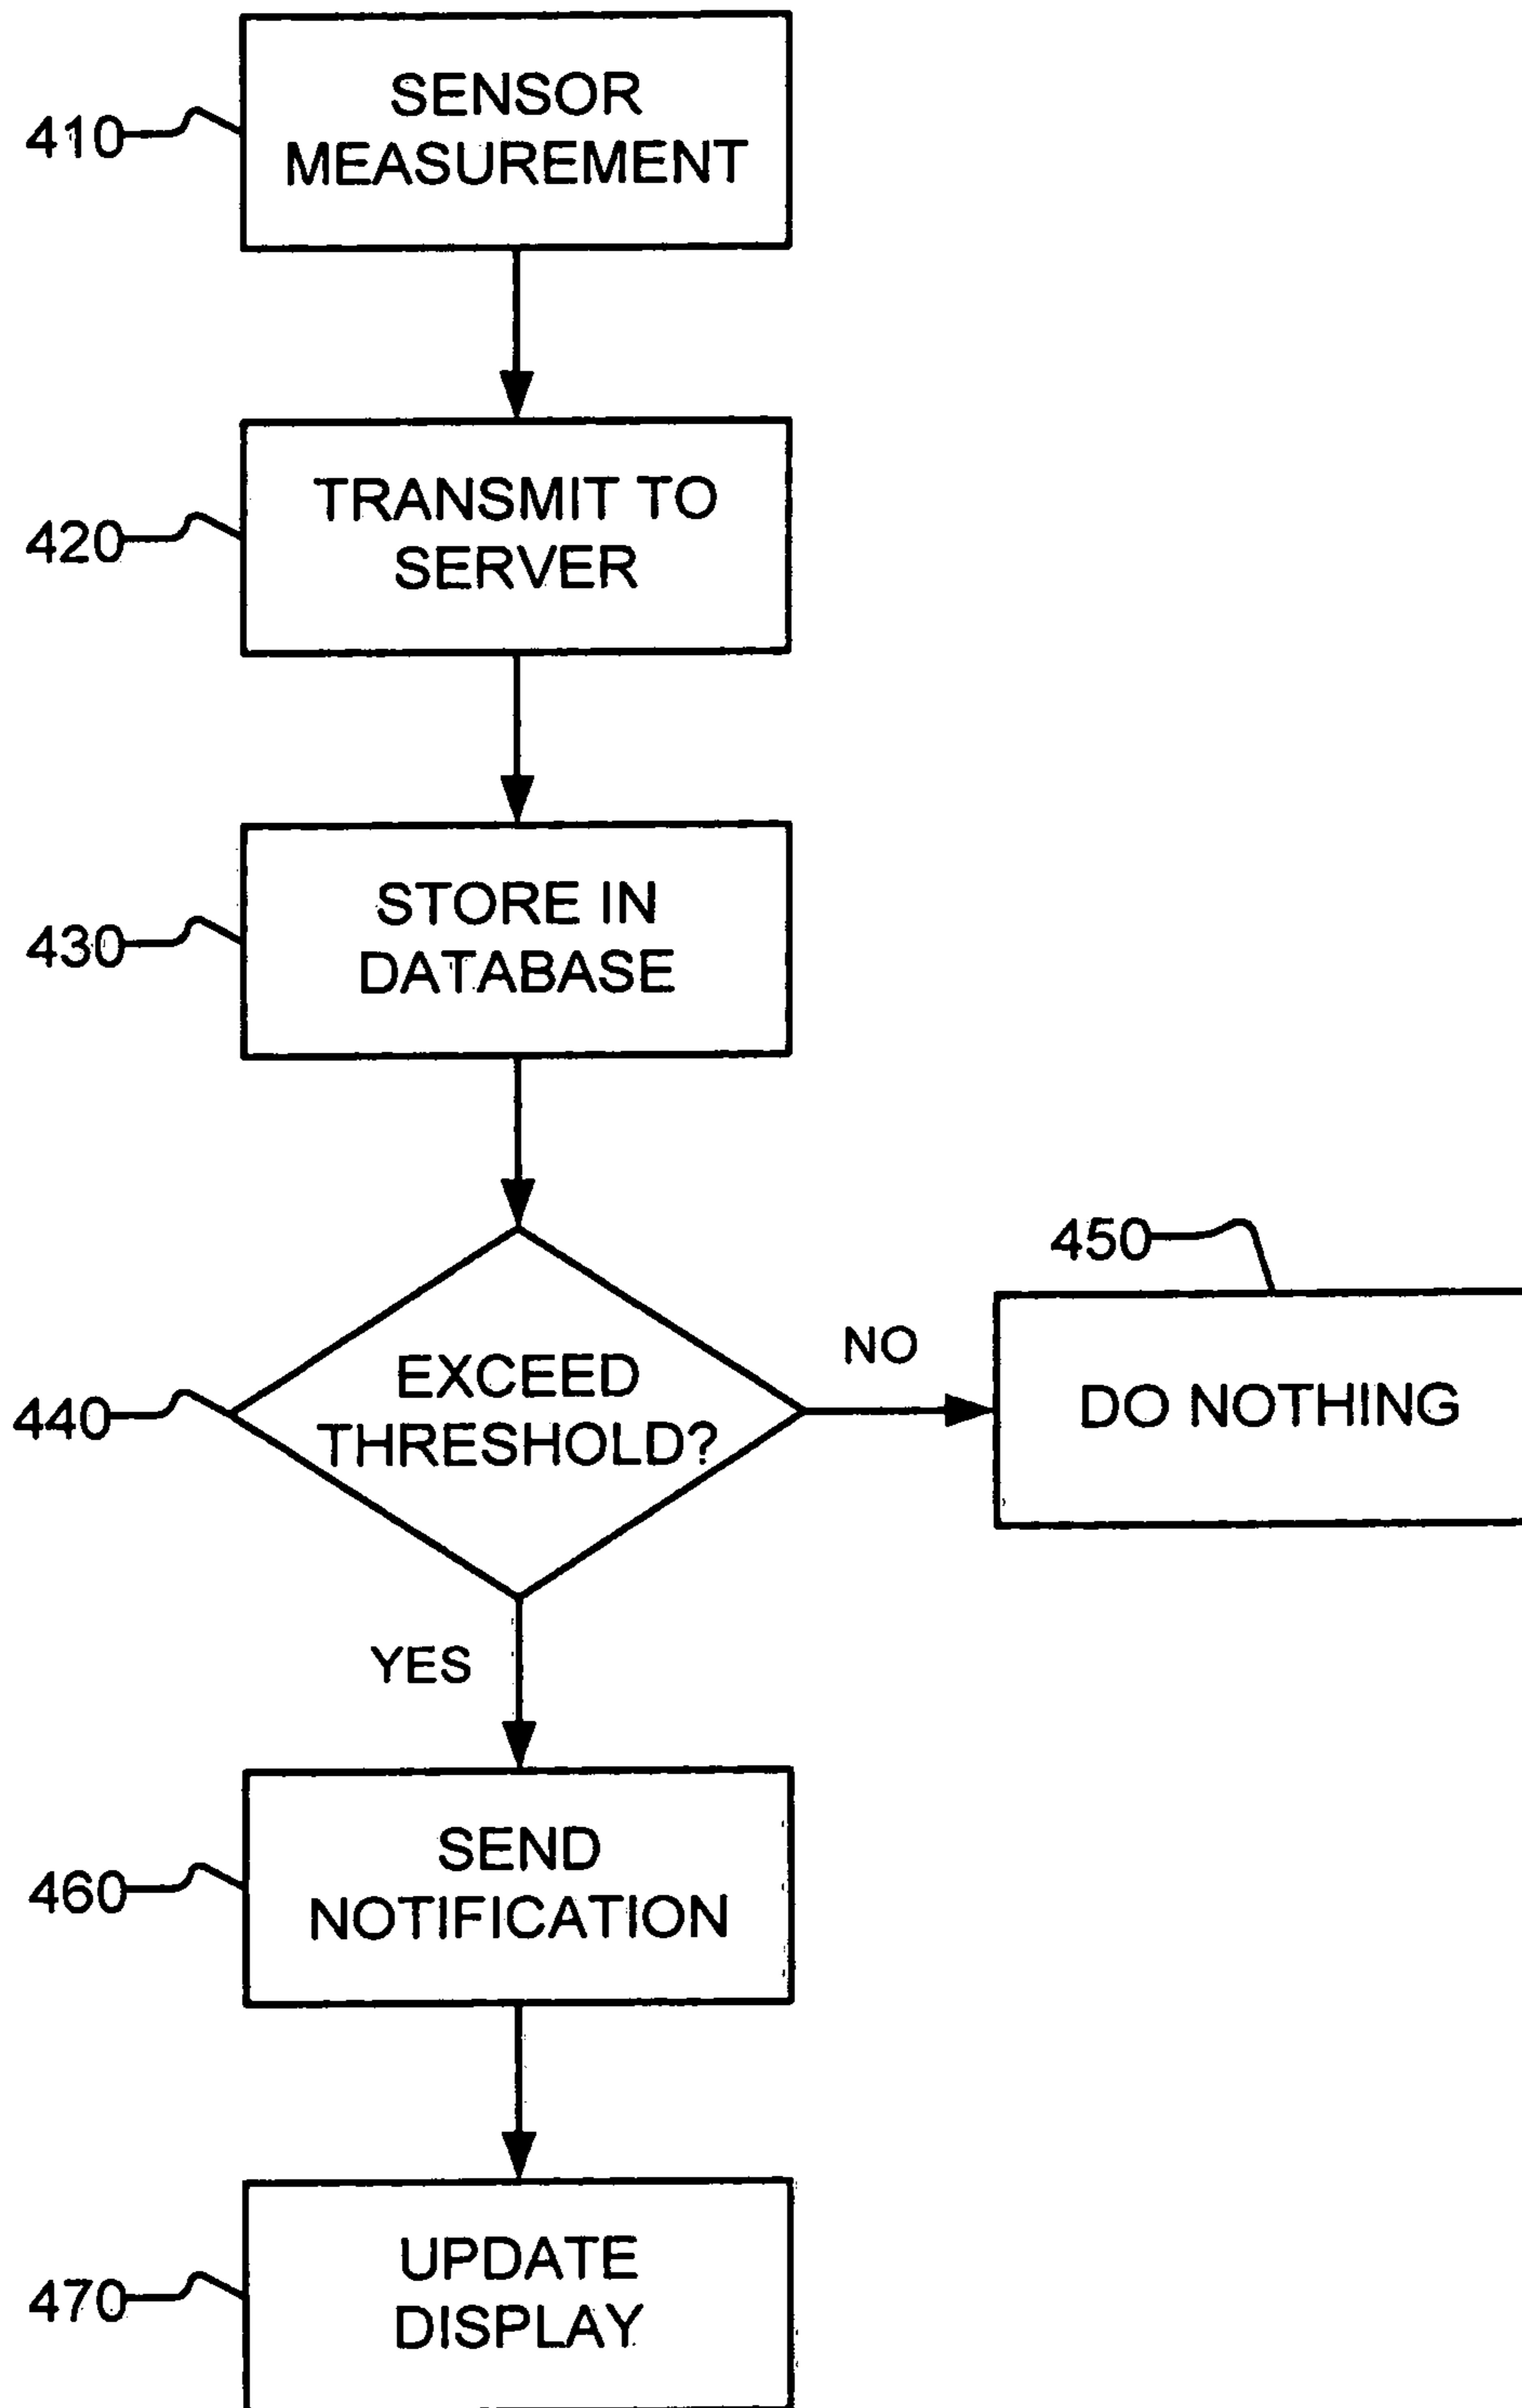 410
SENSOR
MEASUREMENT
420
TRANSMIT TO
SERVER
430
STORE IN
DATABASE
440
EXCEED
THRESHOLD?
NO
450
DO NOTHING
YES
460
SEND
NOTIFICATION
470
UPDATE
DISPLAY